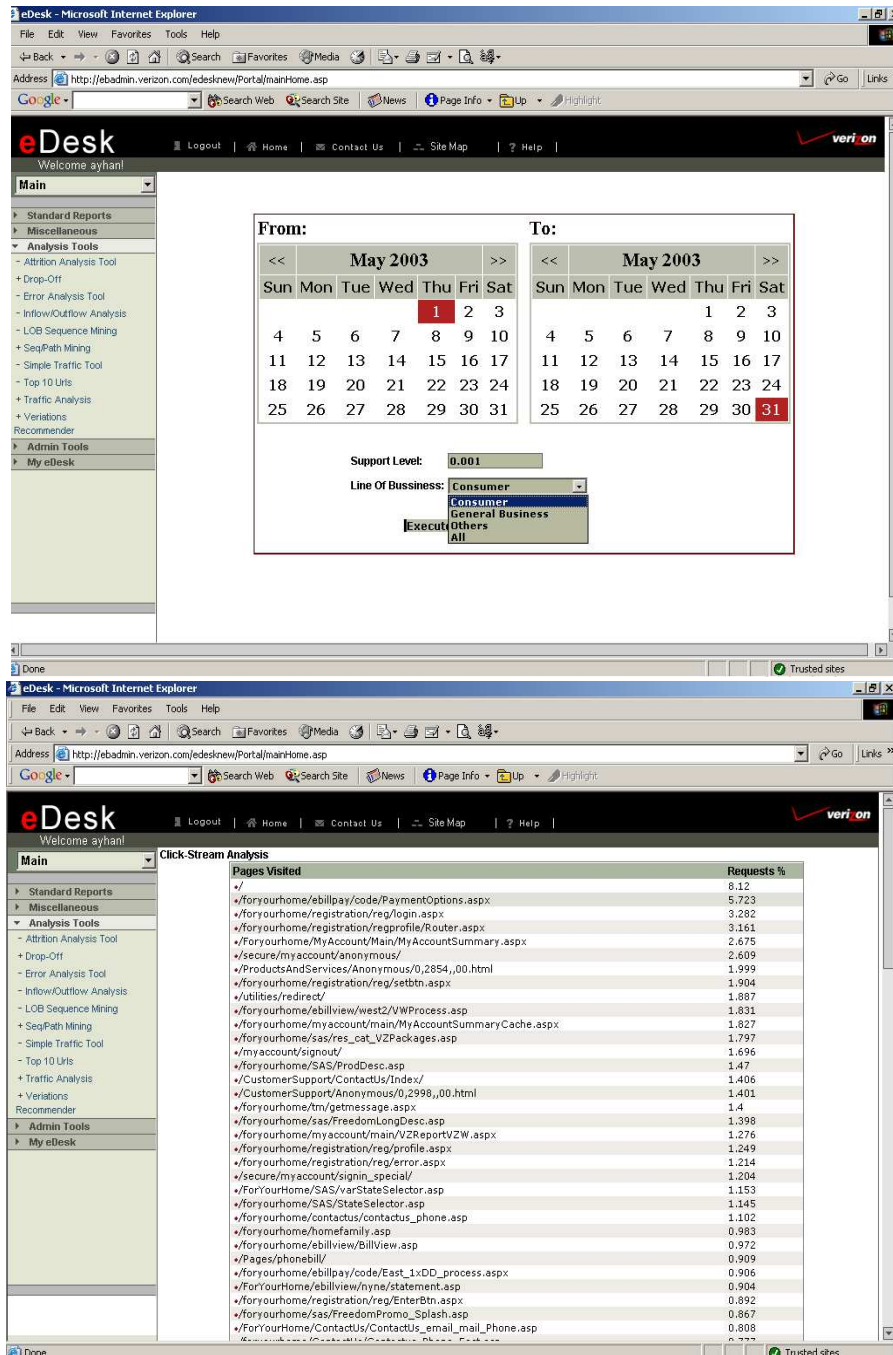 eDesk - Microsoft Internet Explorer
File Edit View Favorites Tools Help
Back Search Favorites Media
Address http://ebadmin.verizon.com/edesknew/Portal/mainHome.asp Go Links
Google Search Web Search Site News Page Info Up Highlight
eDesk Logout | Home | Contact Us | Site Map | ? Help | verizon
Welcome ayhan!
Main
Standard Reports
Miscellaneous
Analysis Tools
- Attrition Analysis Tool
+ Drop-Off
- Error Analysis Tool
- Inflow/Outflow Analysis
- LOB Sequence Mining
+ Seq/Path Mining
- Simple Traffic Tool
- Top 10 Urls
+ Traffic Analysis
+ Veriations
Recommender
Admin Tools
My eDesk
From:
<< May 2003 >>
Sun Mon Tue Wed Thu Fri Sat
1 2 3
4 5 6 7 8 9 10
11 12 13 14 15 16 17
18 19 20 21 22 23 24
25 26 27 28 29 30 31
To:
<< May 2003 >>
Sun Mon Tue Wed Thu Fri Sat
1 2 3
4 5 6 7 8 9 10
11 12 13 14 15 16 17
18 19 20 21 22 23 24
25 26 27 28 29 30 31
Support Level: 0.001
Line Of Bussiness: Consumer
Consumer
General Business
Others
All
Execut
Done Trusted sites
eDesk - Microsoft Internet Explorer
File Edit View Favorites Tools Help
Back Search Favorites Media
Address http://ebadmin.verizon.com/edesknew/Portal/mainHome.asp Go Links »
Google Search Web Search Site News Page Info Up Highlight
eDesk Logout | Home | Contact Us | Site Map | ? Help | verizon
Welcome ayhan!
Main
Standard Reports
Miscellaneous
Analysis Tools
- Attrition Analysis Tool
+ Drop-Off
- Error Analysis Tool
- Inflow/Outflow Analysis
- LOB Sequence Mining
+ Seq/Path Mining
- Simple Traffic Tool
- Top 10 Urls
+ Traffic Analysis
+ Veriations
Recommender
Admin Tools
My eDesk
Click-Stream Analysis
Pages Visited Requests %
/ 8.12
/foryourhome/ebillpay/code/PaymentOptions.aspx 5.723
/foryourhome/registration/reg/login.aspx 3.282
/foryourhome/registration/regprofile/Router.aspx 3.161
/Foryourhome/MyAccount/Main/MyAccountSummary.aspx 2.675
/secure/myaccount/anonymous/ 2.609
/ProductsAndServices/Anonymous/0,2854,,00.html 1.999
/foryourhome/registration/reg/setbtn.aspx 1.904
/utilities/redirect/ 1.887
/foryourhome/ebillview/west2/VWProcess.asp 1.831
/foryourhome/myaccount/main/MyAccountSummaryCache.aspx 1.827
/foryourhome/sas/res_cat_VZPackages.asp 1.797
/myaccount/signout/ 1.696
/foryourhome/SAS/ProdDesc.asp 1.47
/CustomerSupport/ContactUs/Index/ 1.406
/CustomerSupport/Anonymous/0,2998,,00.html 1.401
/foryourhome/tm/getmessage.aspx 1.4
/foryourhome/sas/FreedomLongDesc.asp 1.398
/foryourhome/myaccount/main/VZReportVZW.aspx 1.276
/foryourhome/registration/reg/profile.aspx 1.249
/foryourhome/registration/reg/error.aspx 1.214
/secure/myaccount/signin_special/ 1.204
/ForYourHome/SAS/varStateSelector.asp 1.153
/foryourhome/SAS/StateSelector.asp 1.145
/foryourhome/contactus/contactus_phone.asp 1.102
/foryourhome/homefamily.asp 0.983
/foryourhome/ebillview/BillView.asp 0.972
/Pages/phonebill/ 0.909
/foryourhome/ebillpay/code/East_1xDD_process.aspx 0.906
/ForYourHome/ebillview/nyne/statement.asp 0.904
/foryourhome/registration/reg/EnterBtn.aspx 0.892
/foryourhome/sas/FreedomPromo_Splash.asp 0.867
/ForYourHome/ContactUs/ContactUs_email_mail_Phone.asp 0.808
Done Trusted sites